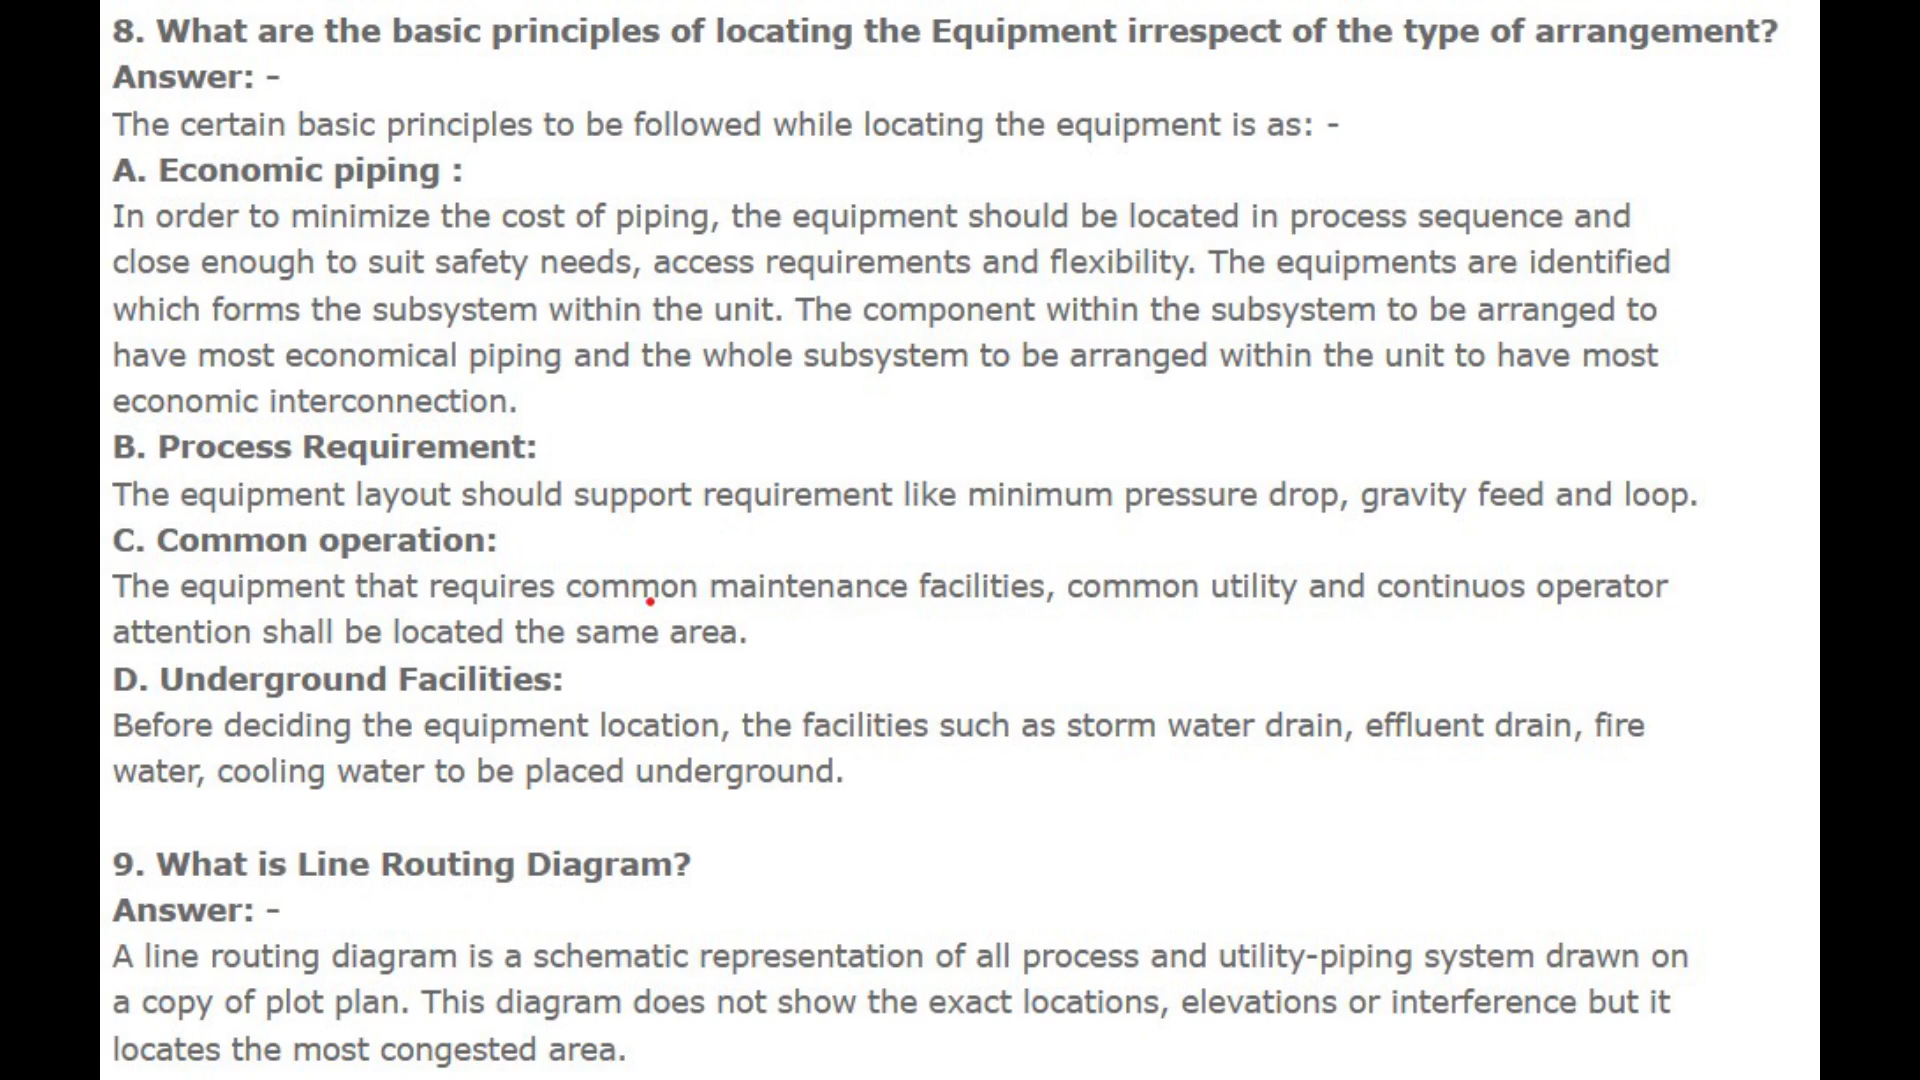 8. What are the basic principles of locating the Equipment irrespect of the type of arrangement?
Answer: -
The certain basic principles to be followed while locating the equipment is as: -
A. Economic piping :
In order to minimize the cost of piping, the equipment should be located in process sequence and
close enough to suit safety needs, access requirements and flexibility. The equipments are identified
which forms the subsystem within the unit. The component within the subsystem to be arranged to
have most economical piping and the whole subsystem to be arranged within the unit to have most
economic interconnection.
B. Process Requirement:
The equipment layout should support requirement like minimum pressure drop, gravity feed and loop.
C. Common operation:
The equipment that requires common maintenance facilities, common utility and continuos operator
attention shall be located the same area.
D. Underground Facilities:
Before deciding the equipment location, the facilities such as storm water drain, effluent drain, fire
water, cooling water to be placed underground.
9. What is Line Routing Diagram?
Answer: -
A line routing diagram is a schematic representation of all process and utility-piping system drawn on
a copy of plot plan. This diagram does not show the exact locations, elevations or interference but it
locates the most congested area.